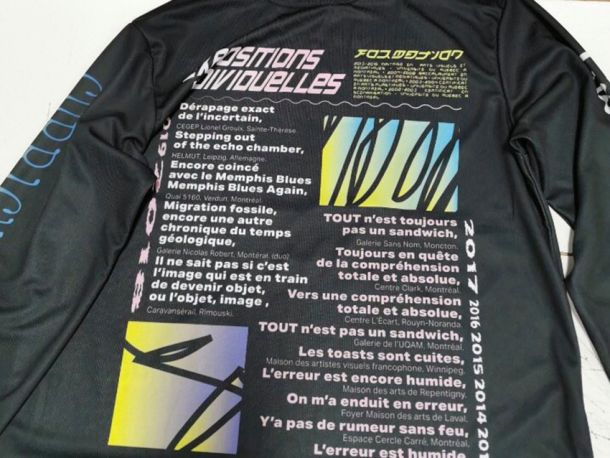 POSITIONS
DIVIDUELLES
FORMATION
Dérapage exact
de l'incertain,
CEGEP Lionel Groulx, Sainte-Thérèse.
Stepping out
of the echo chamber,
HELMUT, Leipzig, Allemagne.
Encore coincé
avec le Memphis Blues
Memphis Blues Again,
Quai 5160, Verdun, Montréal.
Migration fossile,
encore une autre
chronique du temps
géologique,
Galerie Nicolas Robert, Montéral. (duo)
Il ne sait pas si c'est
l'image qui est en train
de devenir objet,
ou l'objet, image,
Caravansérail, Rimouski.
2018
TOUT n'est toujours
pas un sandwich,
Galerie Sans Nom, Moncton.
Toujours en quête
de la compréhension
totale et absolue,
Centre Clark, Montréal.
Vers une compréhension
totale et absolue,
Centre L'Écart, Rouyn-Noranda.
TOUT n'est pas un sandwich,
Galerie de l'UQAM, Montréal
Les toasts sont cuites,
Maison des artistes visuels francophone, Winnipeg.
L'erreur est encore humide,
Maison des arts de Repentigny.
On m'a enduit en erreur,
Foyer Maison des arts de Laval.
Y'a pas de rumeur sans feu,
Espace Cercle Carré, Montréal.
L'erreur est humide
2017
2016
2015
2014
201